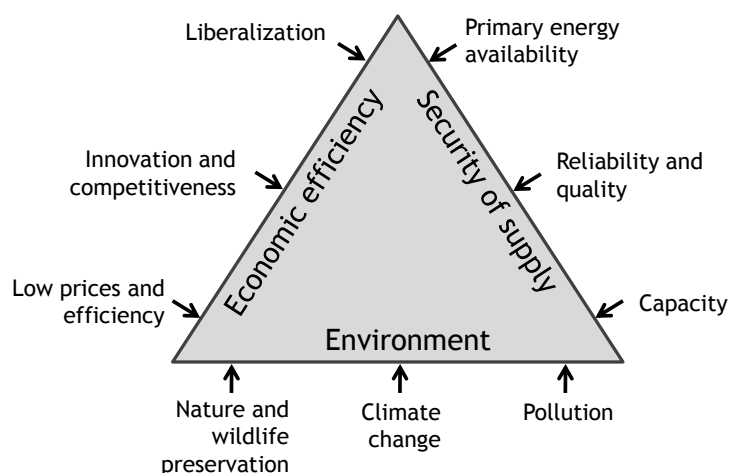 Liberalization
Primary energy
availability
Economic efficiency
Security of supply
Innovation and
competitiveness
Reliability and
quality
Low prices and
efficiency
Capacity
Environment
Nature and
wildlife
preservation
Climate
change
Pollution